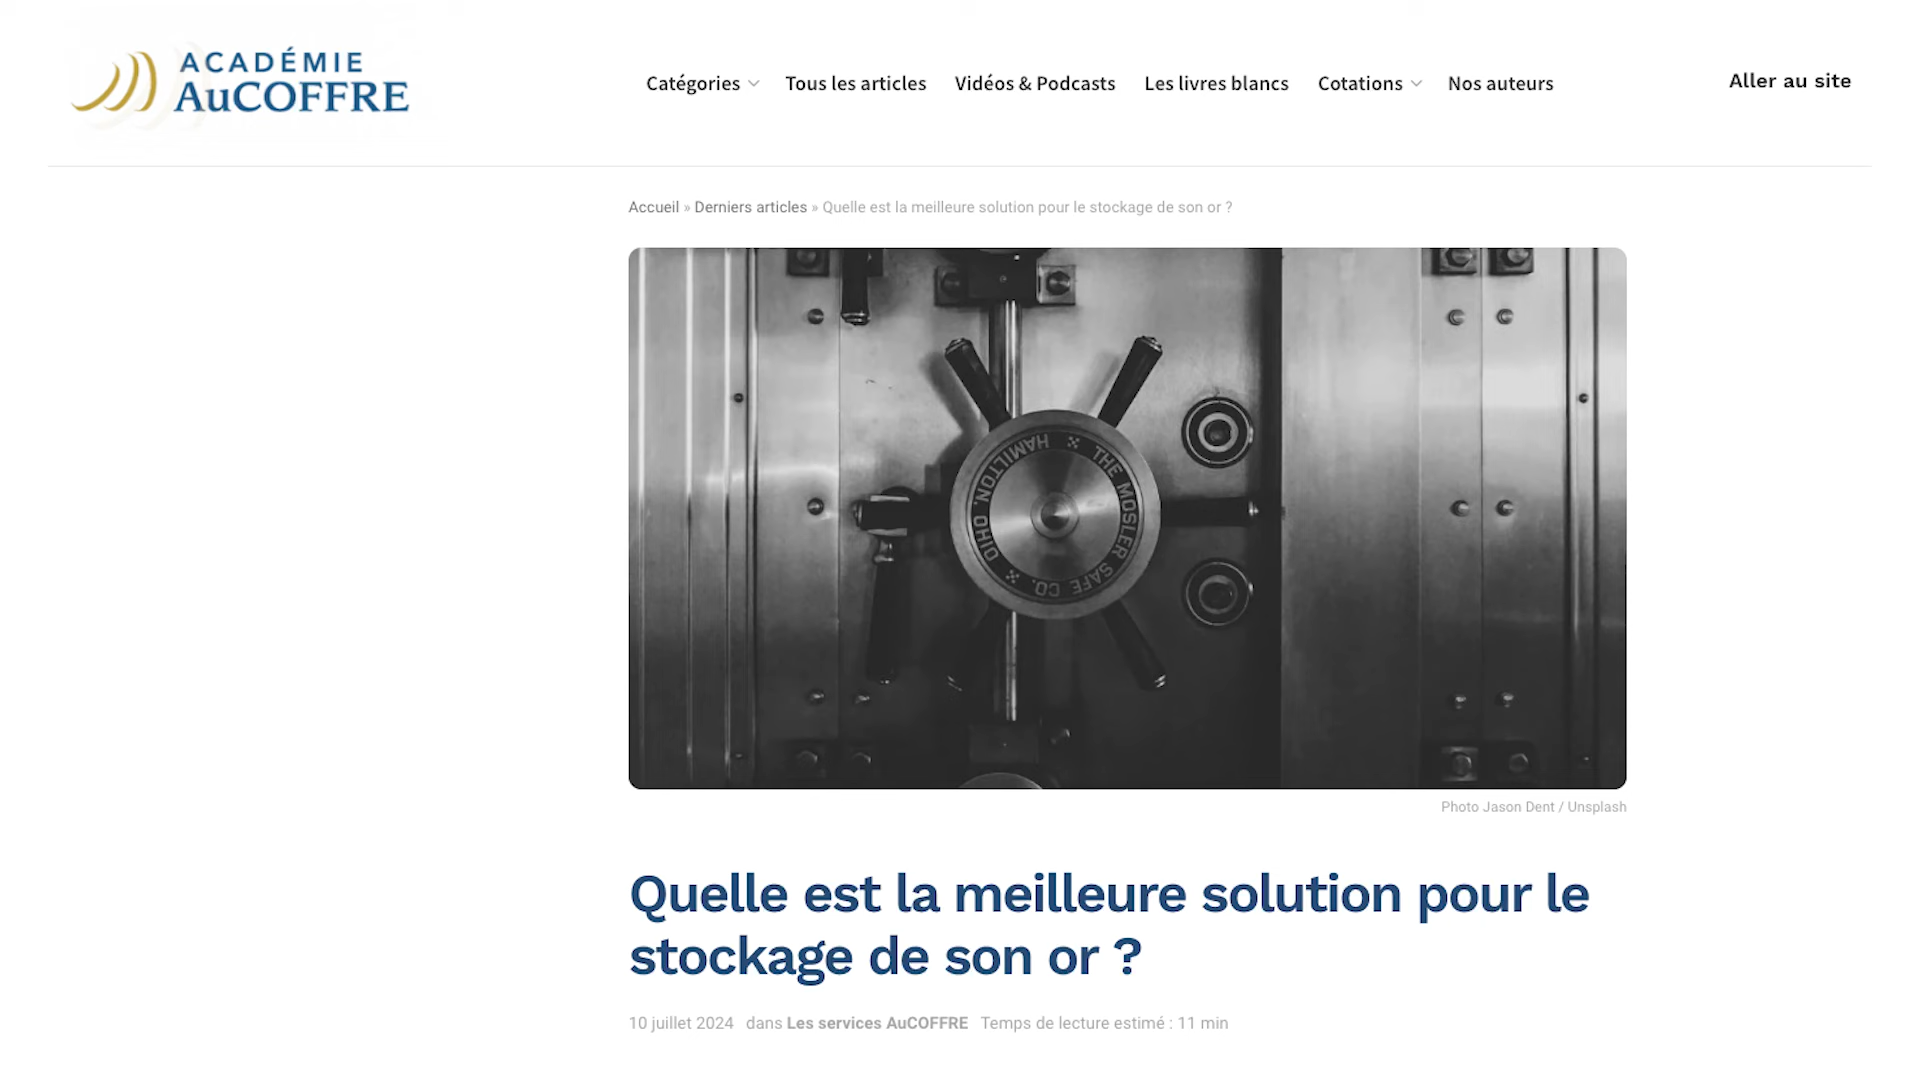 ACADÉMIE
AuCOFFRE
Catégories Tous les articles Vidéos & Podcasts Les livres blancs Cotations Nos auteurs
Aller au site
Accueil » Derniers articles » Quelle est la meilleure solution pour le stockage de son or ?
THE MOSLER SAFE CO. HAMILTON, OHIO
Photo Jason Dent / Unsplash
Quelle est la meilleure solution pour le
stockage de son or ?
10 juillet 2024 dans Les services AuCOFFRE Temps de lecture estimé : 11 min